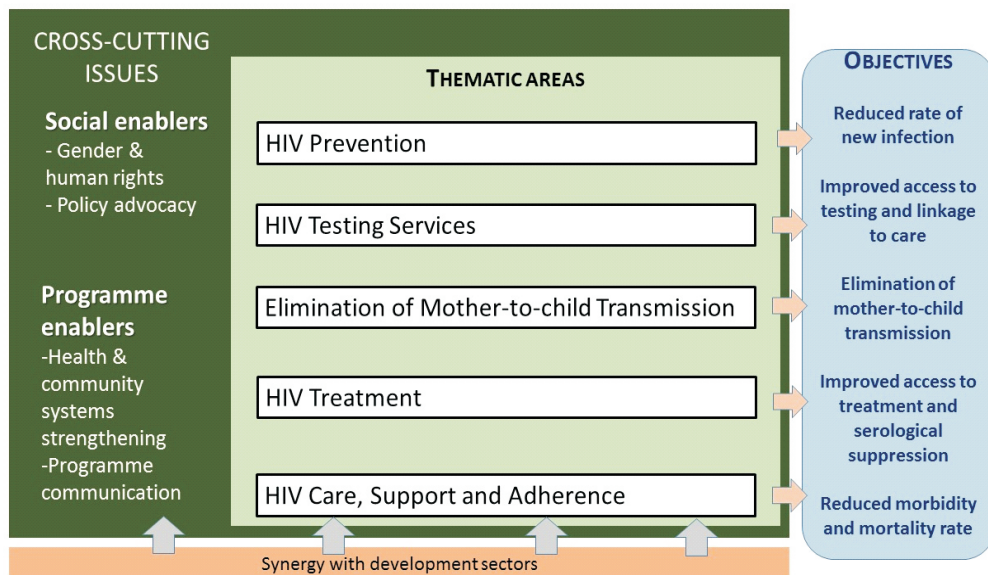 CROSS-CUTTING
ISSUES
Social enablers
- Gender &
human rights
- Policy advocacy
Programme
enablers
-Health &
community
systems
strengthening
-Programme
communication
THEMATIC AREAS
HIV Prevention
HIV Testing Services
Elimination of Mother-to-child Transmission
HIV Treatment
HIV Care, Support and Adherence
OBJECTIVES
Reduced rate of
new infection
Improved access to
testing and linkage
to care
Elimination of
mother-to-child
transmission
Improved access to
treatment and
serological
suppression
Reduced morbidity
and mortality rate
Synergy with development sectors